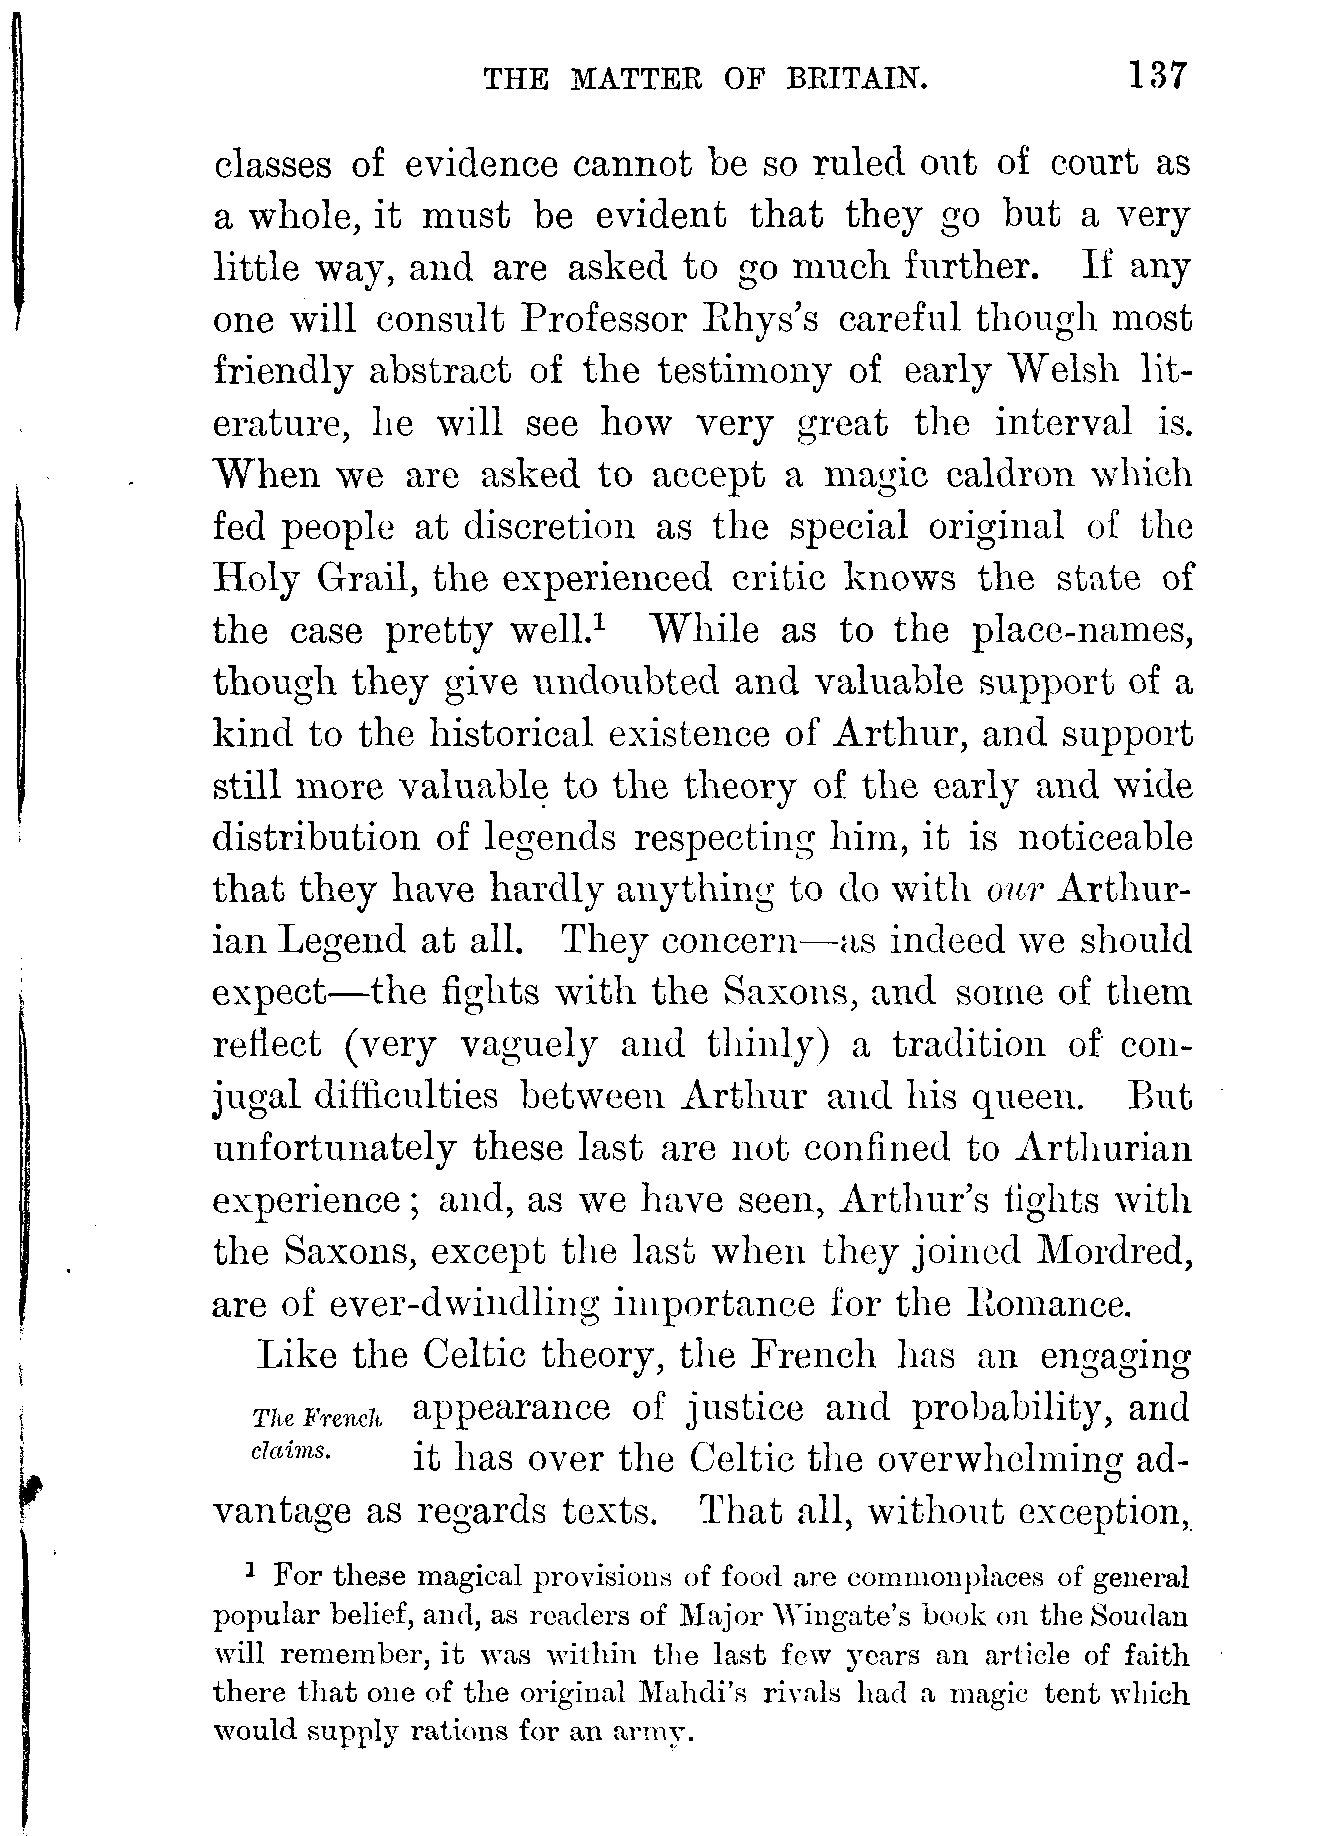 THE MATTER OF BRITAIN. 137
classes of evidence cannot be so ruled out of court as
a whole, it must be evident that they go but a very
little way, and are asked to go much further. If any
one will consult Professor Rhys's careful though most
friendly abstract of the testimony of early Welsh lit-
erature, he will see how very great the interval is.
When we are asked to accept a magic caldron which
fed people at discretion as the special original of the
Holy Grail, the experienced critic knows the state of
the case pretty well.¹ While as to the place-names,
though they give undoubted and valuable support of a
kind to the historical existence of Arthur, and support
still more valuable to the theory of the early and wide
distribution of legends respecting him, it is noticeable
that they have hardly anything to do with our Arthur-
ian Legend at all. They concern—as indeed we should
expect—the fights with the Saxons, and some of them
reflect (very vaguely and thinly) a tradition of con-
jugal difficulties between Arthur and his queen. But
unfortunately these last are not confined to Arthurian
experience; and, as we have seen, Arthur's fights with
the Saxons, except the last when they joined Mordred,
are of ever-dwindling importance for the Romance.
Like the Celtic theory, the French has an engaging
The French appearance of justice and probability, and
claims. it has over the Celtic the overwhelming ad-
vantage as regards texts. That all, without exception,
¹ For these magical provisions of food are commonplaces of general
popular belief, and, as readers of Major Wingate's book on the Soudan
will remember, it was within the last few years an article of faith
there that one of the original Mahdi's rivals had a magic tent which
would supply rations for an army.